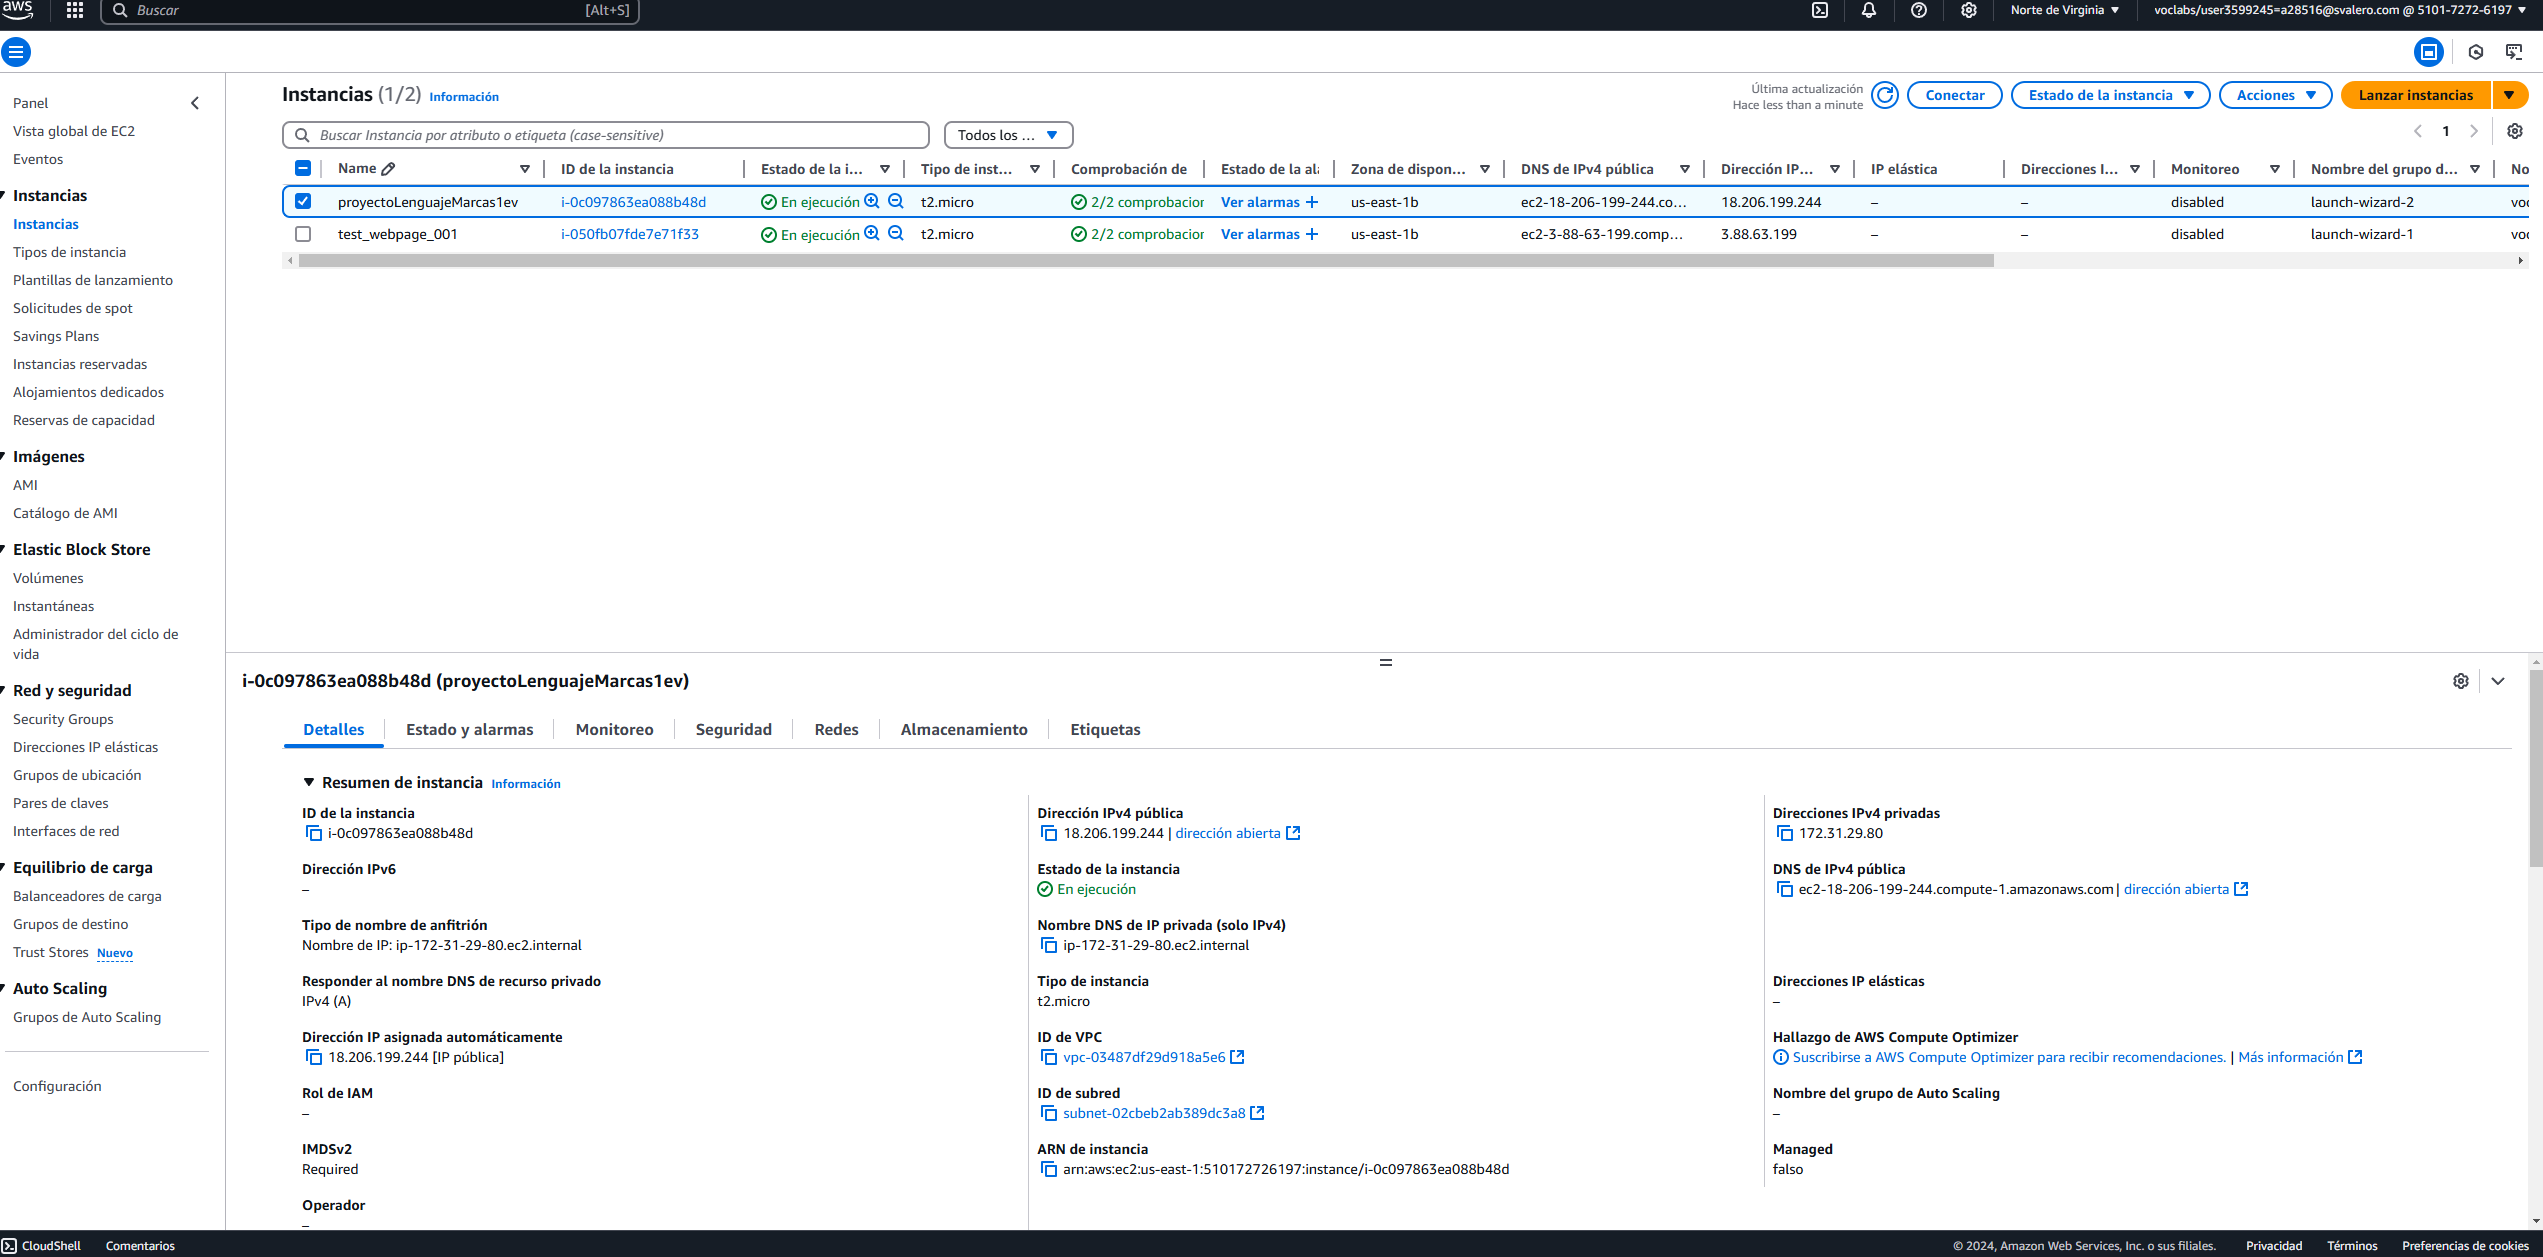 aws
Buscar [Alt+S]
Norte de Virginia
voclabs/user3599245=a28516@svalero.com @ 5101-7272-6197
Panel
Vista global de EC2
Eventos
Instancias
Instancias
Tipos de instancia
Plantillas de lanzamiento
Solicitudes de spot
Savings Plans
Instancias reservadas
Alojamientos dedicados
Reservas de capacidad
Imágenes
AMI
Catálogo de AMI
Elastic Block Store
Volúmenes
Instantáneas
Administrador del ciclo de
vida
Red y seguridad
Security Groups
Direcciones IP elásticas
Grupos de ubicación
Pares de claves
Interfaces de red
Equilibrio de carga
Balanceadores de carga
Grupos de destino
Trust Stores Nuevo
Auto Scaling
Grupos de Auto Scaling
Configuración
Instancias (1/2) Información
Última actualización
Hace less than a minute
Conectar
Estado de la instancia
Acciones
Lanzar instancias
Buscar Instancia por atributo o etiqueta (case-sensitive)
Todos los ...
1
Name ID de la instancia Estado de la i... Tipo de inst... Comprobación de Estado de la al Zona de dispon... DNS de IPv4 pública Dirección IP... IP elástica Direcciones I... Monitoreo Nombre del grupo d... No
proyectoLenguajeMarcas1ev i-0c097863ea088b48d En ejecución t2.micro 2/2 comprobacior Ver alarmas + us-east-1b ec2-18-206-199-244.co... 18.206.199.244 – – disabled launch-wizard-2 voc
test_webpage_001 i-050fb07fde7e71f33 En ejecución t2.micro 2/2 comprobacior Ver alarmas + us-east-1b ec2-3-88-63-199.comp... 3.88.63.199 – – disabled launch-wizard-1 voc
i-0c097863ea088b48d (proyectoLenguajeMarcas1ev)
Detalles Estado y alarmas Monitoreo Seguridad Redes Almacenamiento Etiquetas
Resumen de instancia Información
ID de la instancia
i-0c097863ea088b48d
Dirección IPv6
–
Tipo de nombre de anfitrión
Nombre de IP: ip-172-31-29-80.ec2.internal
Responder al nombre DNS de recurso privado
IPv4 (A)
Dirección IP asignada automáticamente
18.206.199.244 [IP pública]
Rol de IAM
–
IMDSv2
Required
Operador
–
Dirección IPv4 pública
18.206.199.244 | dirección abierta
Estado de la instancia
En ejecución
Nombre DNS de IP privada (solo IPv4)
ip-172-31-29-80.ec2.internal
Tipo de instancia
t2.micro
ID de VPC
vpc-03487df29d918a5e6
ID de subred
subnet-02cbeb2ab389dc3a8
ARN de instancia
arn:aws:ec2:us-east-1:510172726197:instance/i-0c097863ea088b48d
Direcciones IPv4 privadas
172.31.29.80
DNS de IPv4 pública
ec2-18-206-199-244.compute-1.amazonaws.com | dirección abierta
Direcciones IP elásticas
–
Hallazgo de AWS Compute Optimizer
Suscribirse a AWS Compute Optimizer para recibir recomendaciones. | Más información
Nombre del grupo de Auto Scaling
–
Managed
falso
CloudShell Comentarios © 2024, Amazon Web Services, Inc. o sus filiales. Privacidad Términos Preferencias de cookies